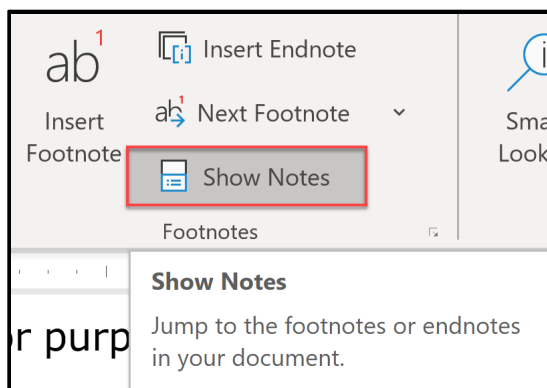 ab1
Insert
Footnote
Insert Endnote
ab1
Next Footnote
Show Notes
Footnotes
Show Notes
Jump to the footnotes or endnotes
in your document.
purp